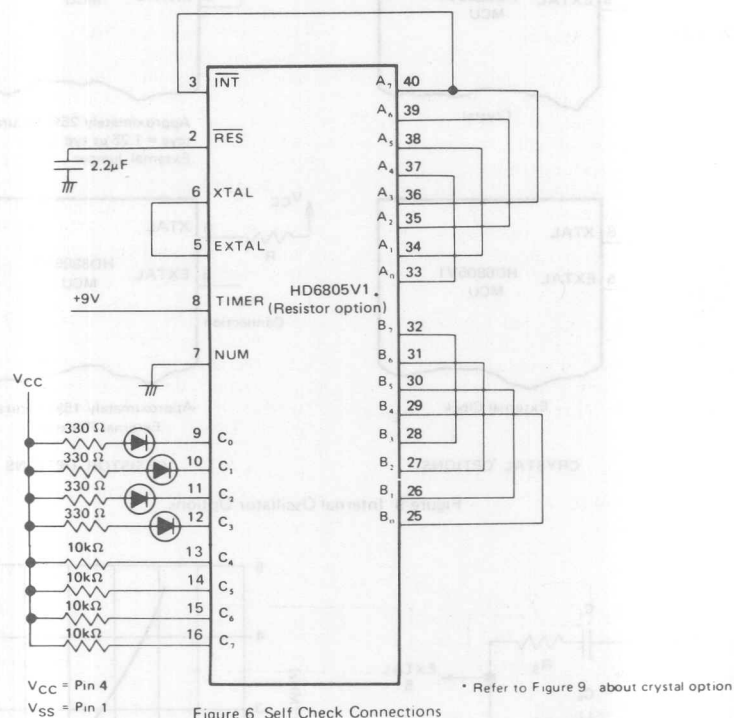 3 INT
2 RES
2.2μF
6 XTAL
5 EXTAL
+9V
8 TIMER
7 NUM
HD6805V1 *
(Resistor option)
A7 40
A6 39
A5 38
A4 37
A3 36
A2 35
A1 34
A0 33
B7 32
B6 31
B5 30
B4 29
B3 28
B2 27
B1 26
B0 25
VCC
330 Ω 9 C0
330 Ω 10 C1
330 Ω 11 C2
330 Ω 12 C3
10kΩ 13 C4
10kΩ 14 C5
10kΩ 15 C6
10kΩ 16 C7
VCC = Pin 4
VSS = Pin 1
* Refer to Figure 9 about crystal option
Figure 6 Self Check Connections